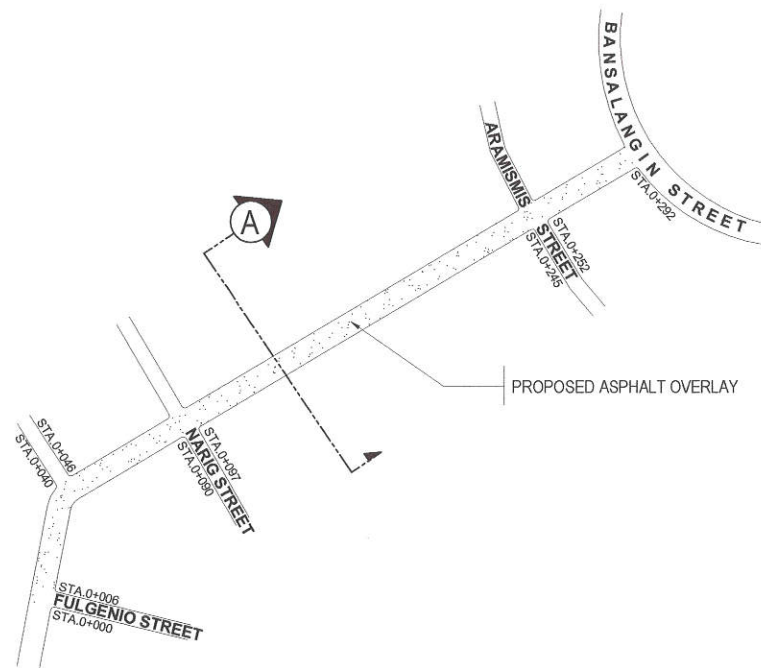 BANSALANGIN STREET
ARAMISMIS STREET
STA.0+292
STA.0+252
STA.0+245
A
PROPOSED ASPHALT OVERLAY
STA.0+046
STA.0+040
STA.0+097
NARIG STREET
STA.0+090
STA.0+006
FULGENIO STREET
STA.0+000